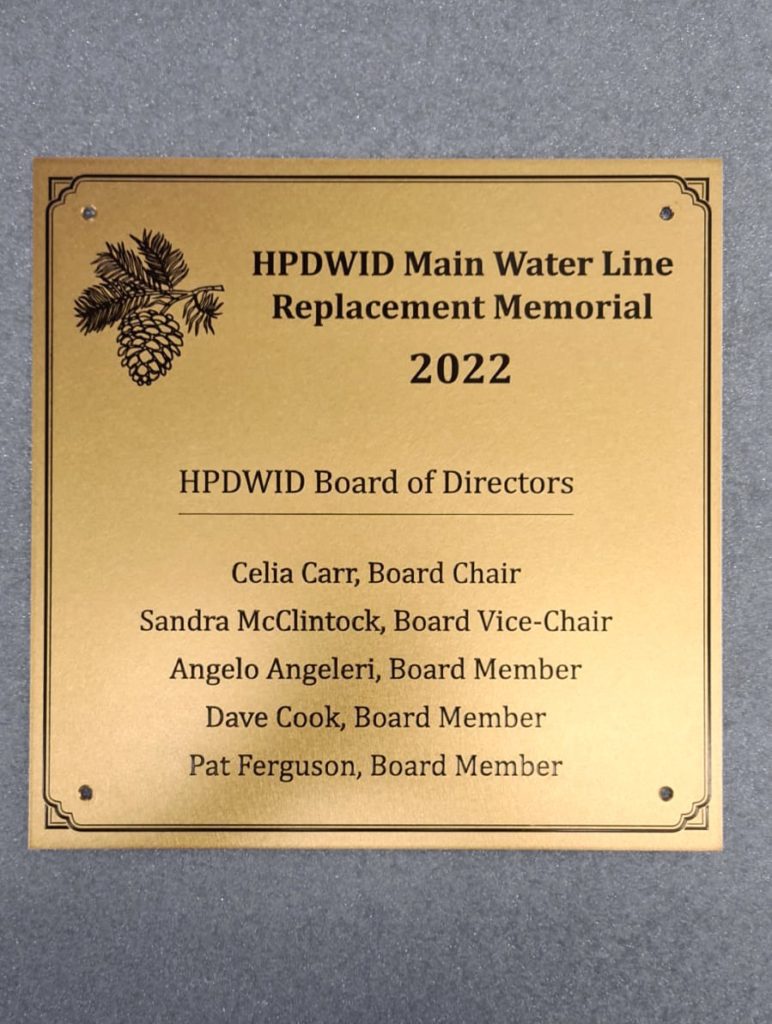 HPDWID Main Water Line
Replacement Memorial
2022
HPDWID Board of Directors
Celia Carr, Board Chair
Sandra McClintock, Board Vice-Chair
Angelo Angeleri, Board Member
Dave Cook, Board Member
Pat Ferguson, Board Member